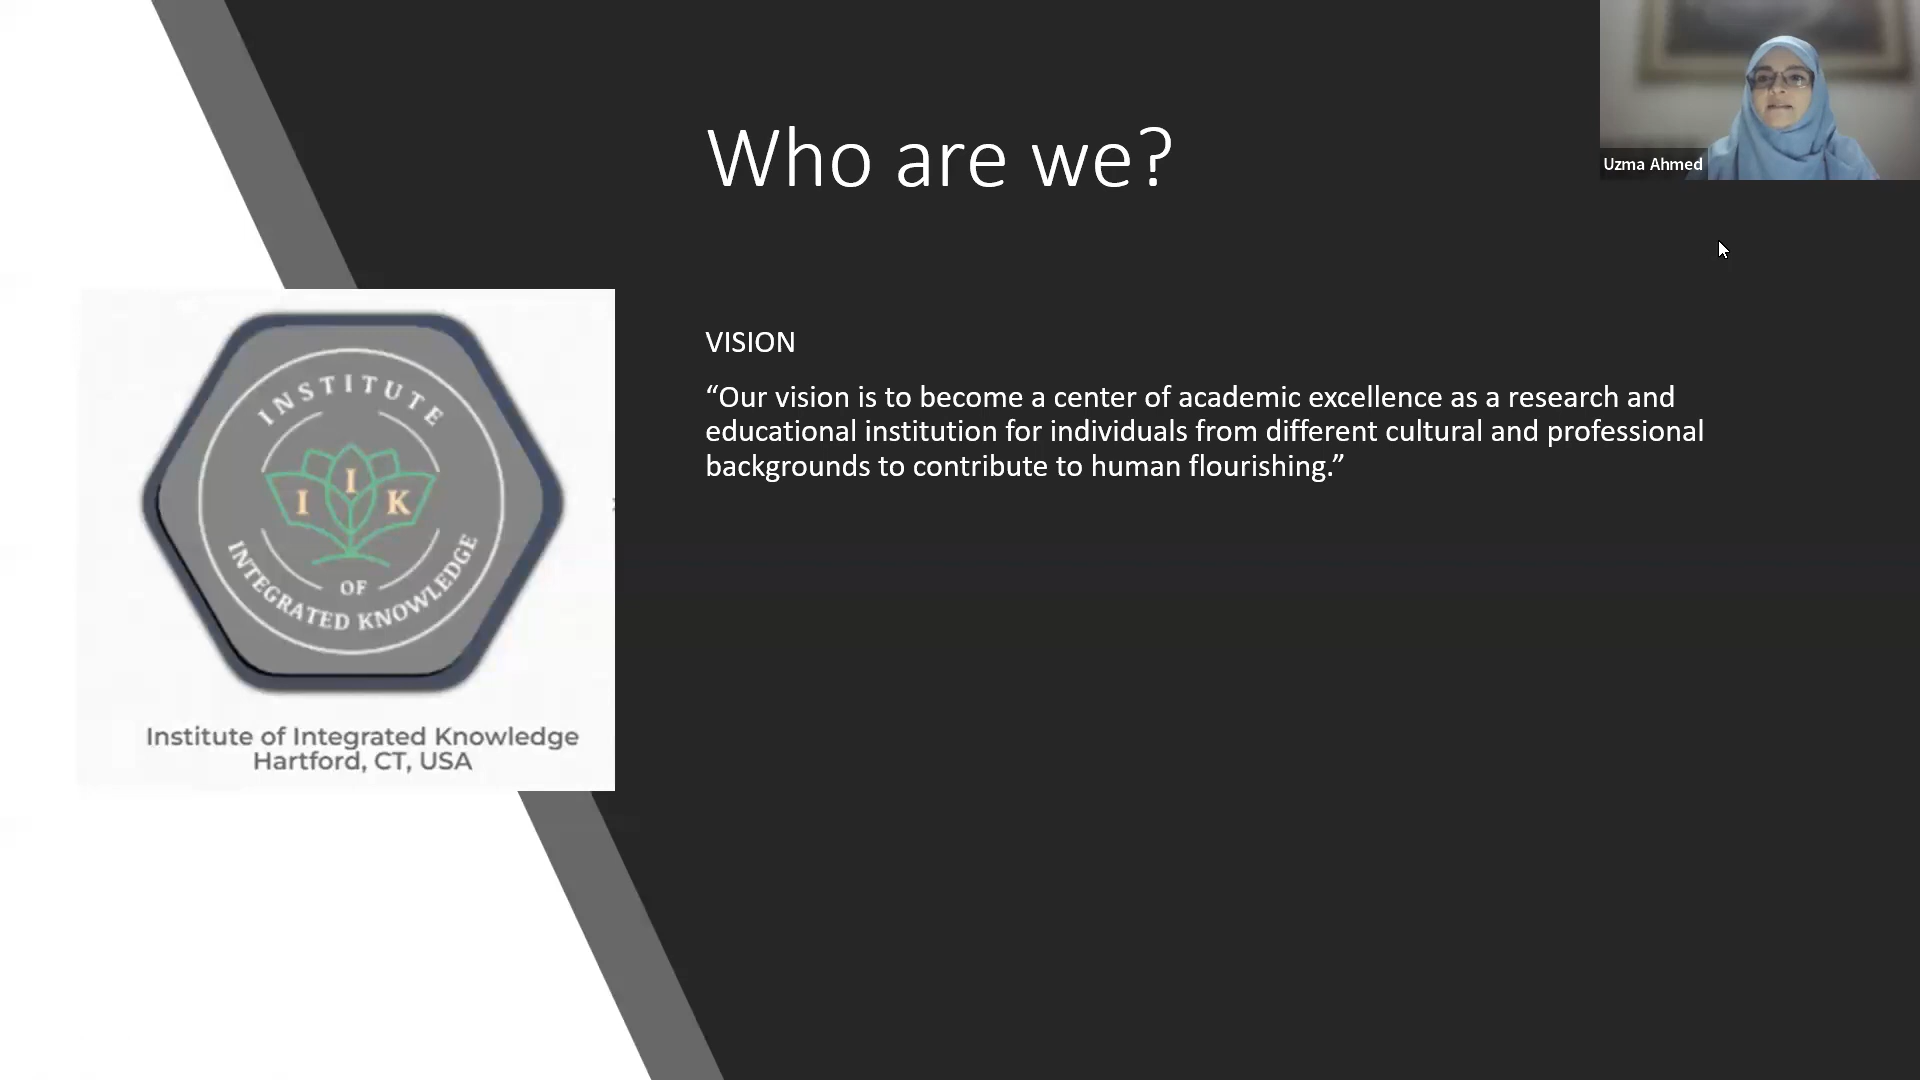 Who are we?
Uzma Ahmed
INSTITUTE
I I K
OF
INTEGRATED KNOWLEDGE
Institute of Integrated Knowledge
Hartford, CT, USA
VISION
“Our vision is to become a center of academic excellence as a research and
educational institution for individuals from different cultural and professional
backgrounds to contribute to human flourishing.”